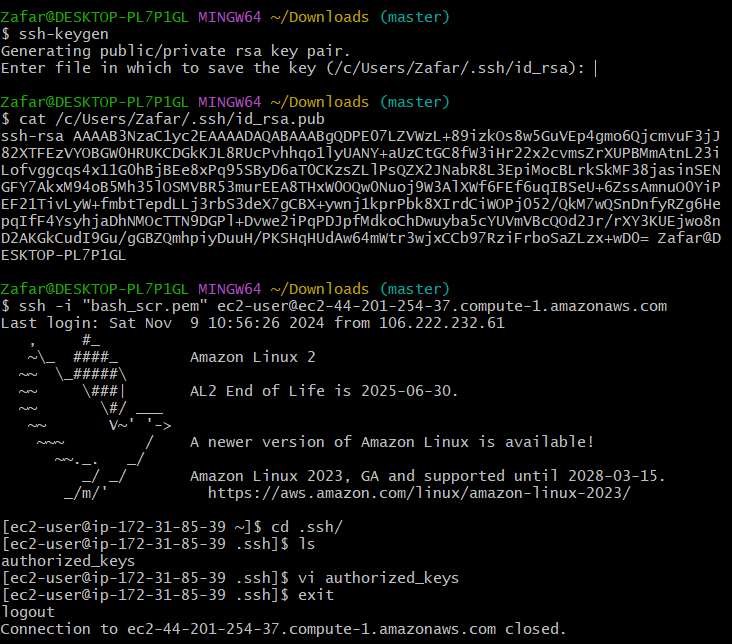 Zafar@DESKTOP-PL7P1GL MINGW64 ~/Downloads (master)
$ ssh-keygen
Generating public/private rsa key pair.
Enter file in which to save the key (/c/Users/Zafar/.ssh/id_rsa):
Zafar@DESKTOP-PL7P1GL MINGW64 ~/Downloads (master)
$ cat /c/Users/Zafar/.ssh/id_rsa.pub
ssh-rsa AAAAB3NzaC1yc2EAAAADAQABAAABgQDPE07LZVWzL+89izkOs8w5GuVEp4gmo6QjcmvuF3jJ
82XTFEzVYOBGW0HRUKCDGkKJL8RUcPvhhqo1lyUANY+aUzCtGC8fW3iHr22x2cvmsZrXUPBMmAtnL23i
Lofvggcqs4x11GOhBjBEe8xPq95SByD6aTOCKzsZLlPsQZX2JNabR8L3EpiMocBLrkSkMF38jasinSEN
GFY7AkxM94oB5Mh35lOSMVBR53murEEA8THxWOOQw0Nuoj9W3AlXWf6FEf6uqIBSeU+6ZssAmnuOOYiP
EF21TivLyW+fmbtTepdLLj3rbS3deX7gCBX+ywnj1kprPbk8XIrdCiWOPj052/QkM7wQSnDnfyRZg6He
pqIfF4YsyhjaDhNMOcTTN9DGPl+Dvwe2iPqPDJpfMdkoChDwuyba5cYUVmVBcQOd2Jr/rXY3KUEjwo8n
D2AKGkCudI9Gu/gGBZQmhpiyDuuH/PKSHqHUdAw64mWtr3wjxCCb97RziFrboSaZLzx+wD0= Zafar@D
ESKTOP-PL7P1GL
Zafar@DESKTOP-PL7P1GL MINGW64 ~/Downloads (master)
$ ssh -i "bash_scr.pem" ec2-user@ec2-44-201-254-37.compute-1.amazonaws.com
Last login: Sat Nov  9 10:56:26 2024 from 106.222.232.61
   ,     #_
   ~\_  ####_        Amazon Linux 2
  ~~  \_#####\
  ~~     \###|       AL2 End of Life is 2025-06-30.
  ~~       \#/ ___
   ~~       V~' '->
    ~~~         /    A newer version of Amazon Linux is available!
      ~~._.   _/
         _/ _/       Amazon Linux 2023, GA and supported until 2028-03-15.
       _/m/'           https://aws.amazon.com/linux/amazon-linux-2023/
[ec2-user@ip-172-31-85-39 ~]$ cd .ssh/
[ec2-user@ip-172-31-85-39 .ssh]$ ls
authorized_keys
[ec2-user@ip-172-31-85-39 .ssh]$ vi authorized_keys
[ec2-user@ip-172-31-85-39 .ssh]$ exit
logout
Connection to ec2-44-201-254-37.compute-1.amazonaws.com closed.